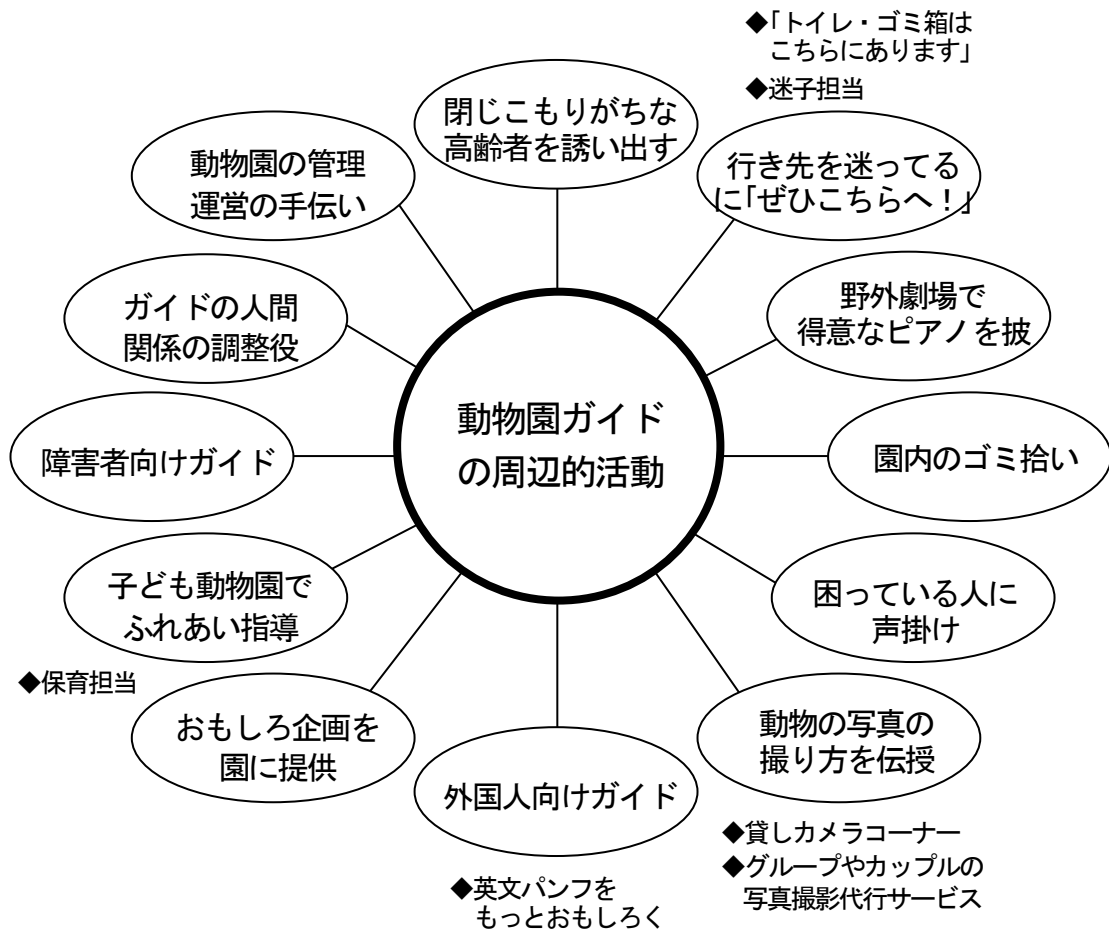 ◆｢トイレ・ゴミ箱は
こちらにあります｣
◆迷子担当
閉じこもりがちな
高齢者を誘い出す
行き先を迷ってる
に｢ぜひこちらへ！｣
野外劇場で
得意なピアノを披
園内のゴミ拾い
困っている人に
声掛け
動物の写真の
撮り方を伝授
◆貸しカメラコーナー
◆グループやカップルの
写真撮影代行サービス
外国人向けガイド
◆英文パンフを
もっとおもしろく
おもしろ企画を
園に提供
子ども動物園で
ふれあい指導
◆保育担当
障害者向けガイド
ガイドの人間
関係の調整役
動物園の管理
運営の手伝い
動物園ガイド
の周辺的活動